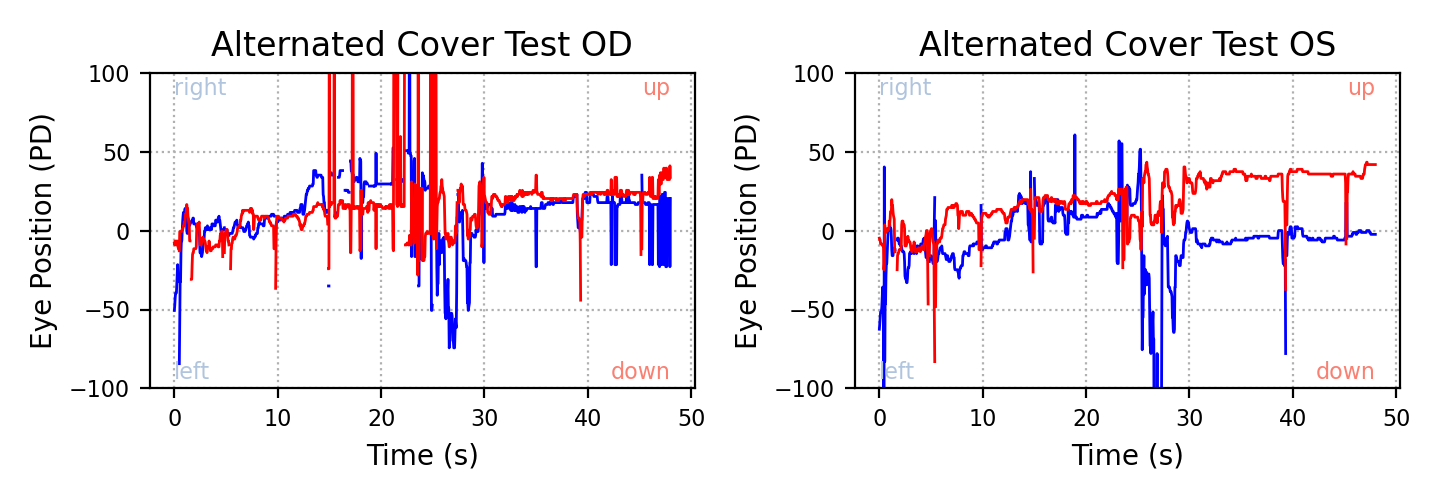 Alternated Cover Test OD
Eye Position (PD)
100
50
0
−50
−100
right
up
left
down
0
10
20
30
40
50
Time (s)
Alternated Cover Test OS
Eye Position (PD)
100
50
0
−50
−100
right
up
left
down
0
10
20
30
40
50
Time (s)